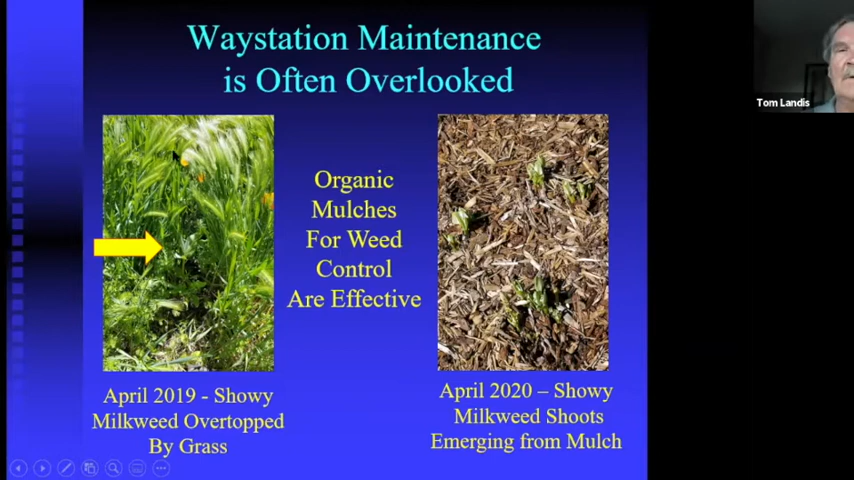 Waystation Maintenance
is Often Overlooked
Tom Landis
Organic
Mulches
For Weed
Control
Are Effective
April 2019 - Showy
Milkweed Overtopped
By Grass
April 2020 – Showy
Milkweed Shoots
Emerging from Mulch